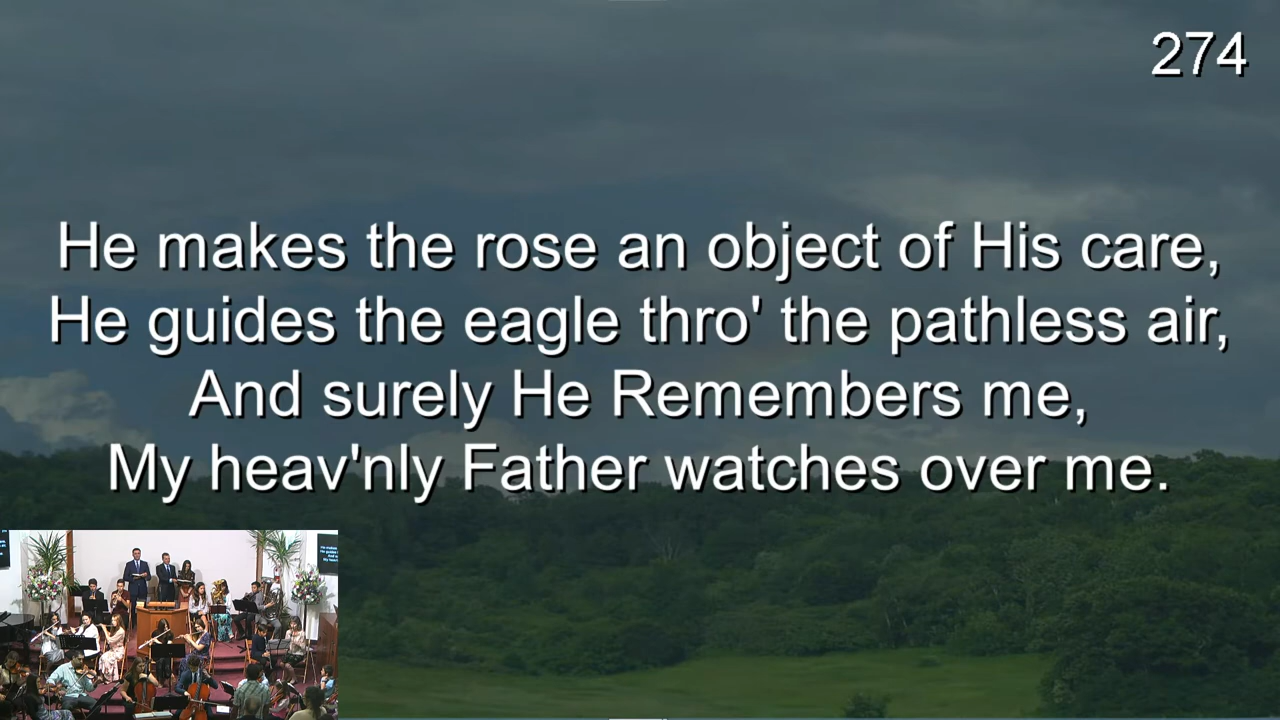 274
He makes the rose an object of His care,
He guides the eagle thro' the pathless air,
And surely He Remembers me,
My heav'nly Father watches over me.